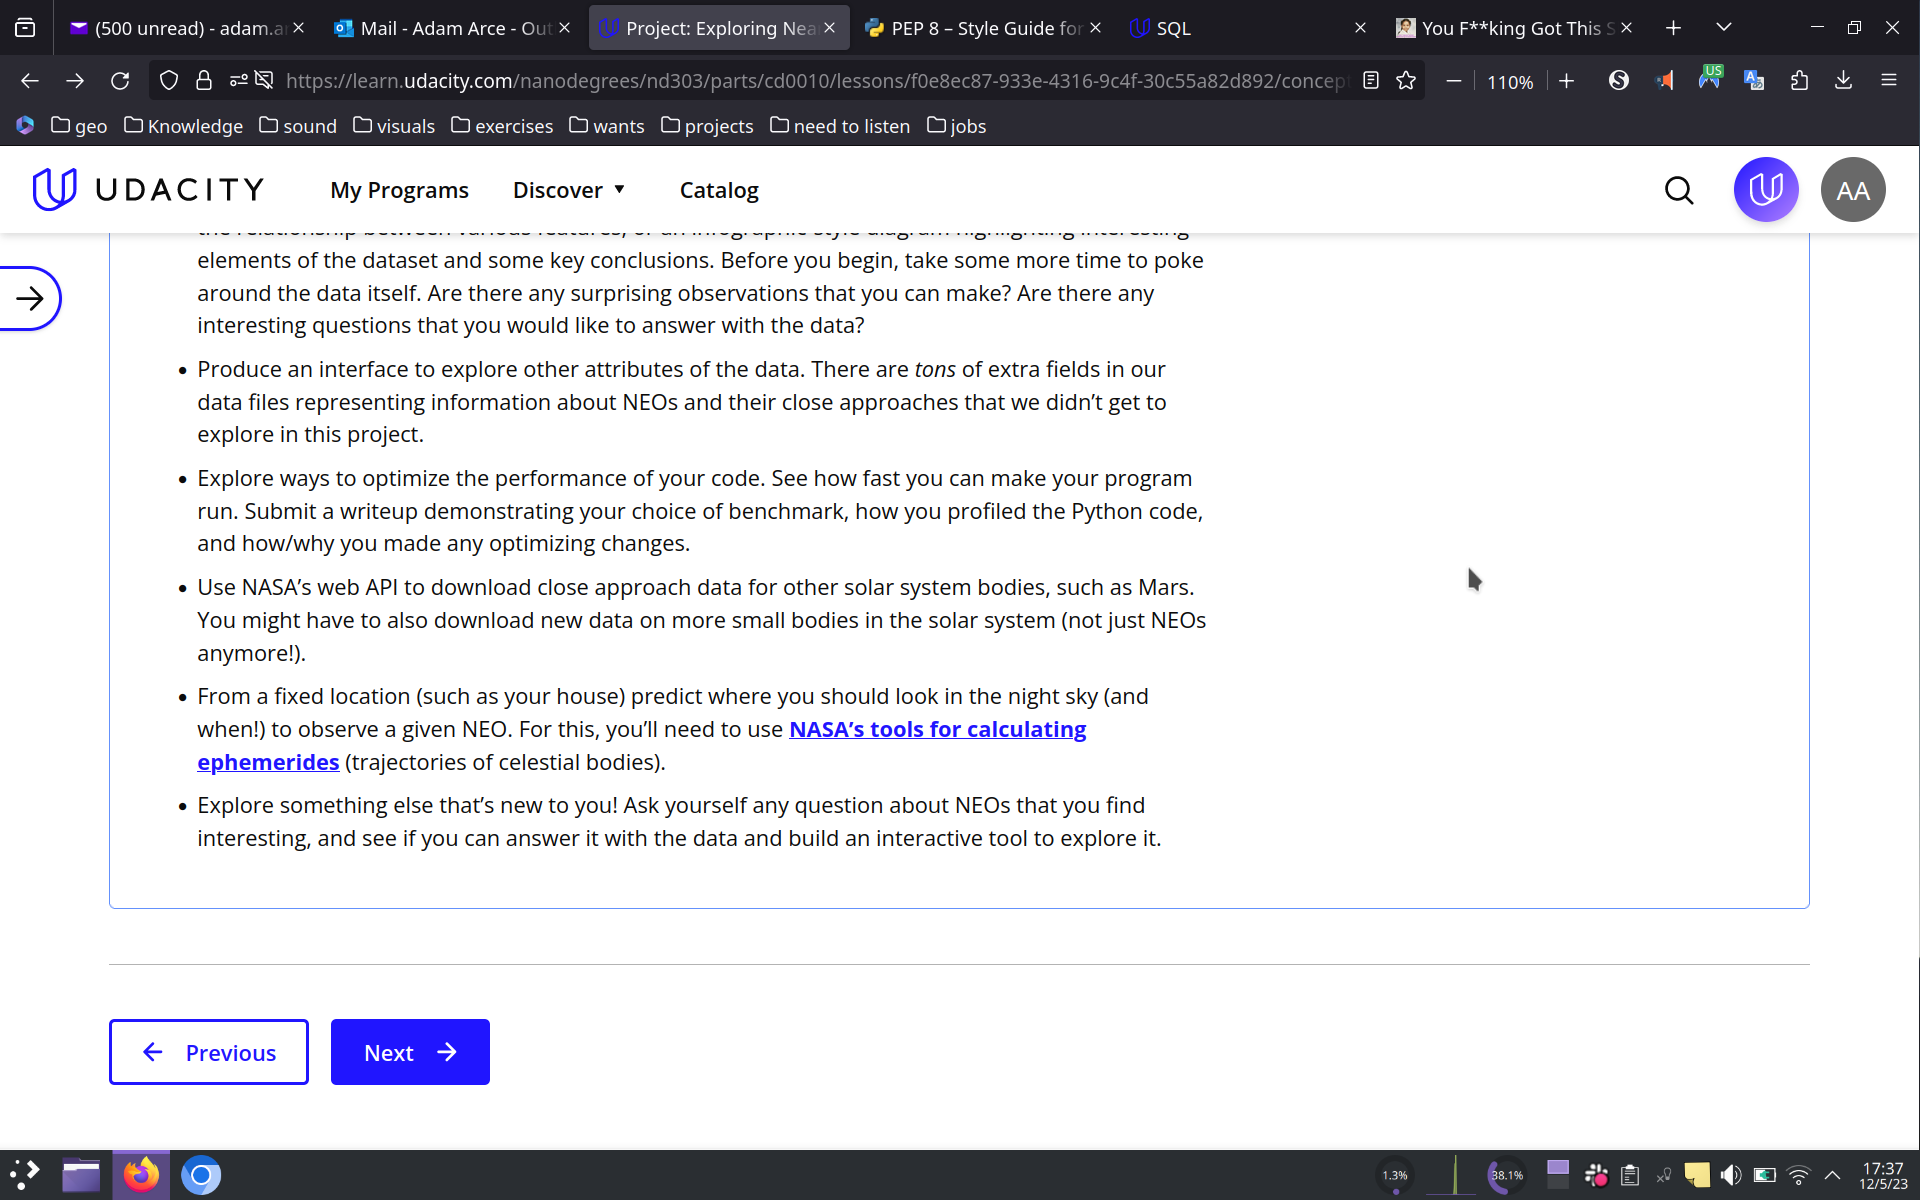 (500 unread) - adam.ar
Mail - Adam Arce - Out
Project: Exploring Nea
PEP 8 – Style Guide for
SQL
You F**king Got This S
https://learn.udacity.com/nanodegrees/nd303/parts/cd0010/lessons/f0e8ec87-933e-4316-9c4f-30c55a82d892/concept
110%
US
geo
Knowledge
sound
visuals
exercises
wants
projects
need to listen
jobs
UDACITY
My Programs
Discover
Catalog
AA
the relationship between various features, or an infographic-style diagram highlighting interesting
elements of the dataset and some key conclusions. Before you begin, take some more time to poke
around the data itself. Are there any surprising observations that you can make? Are there any
interesting questions that you would like to answer with the data?
• Produce an interface to explore other attributes of the data. There are tons of extra fields in our
data files representing information about NEOs and their close approaches that we didn’t get to
explore in this project.
• Explore ways to optimize the performance of your code. See how fast you can make your program
run. Submit a writeup demonstrating your choice of benchmark, how you profiled the Python code,
and how/why you made any optimizing changes.
• Use NASA’s web API to download close approach data for other solar system bodies, such as Mars.
You might have to also download new data on more small bodies in the solar system (not just NEOs
anymore!).
• From a fixed location (such as your house) predict where you should look in the night sky (and
when!) to observe a given NEO. For this, you’ll need to use NASA’s tools for calculating
ephemerides (trajectories of celestial bodies).
• Explore something else that’s new to you! Ask yourself any question about NEOs that you find
interesting, and see if you can answer it with the data and build an interactive tool to explore it.
Previous
Next
1.3%
38.1%
17:37
12/5/23